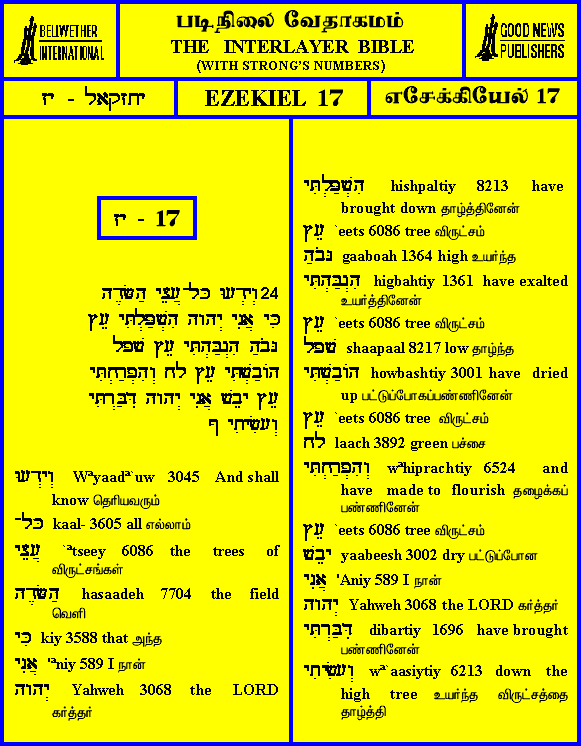 BELLWETHER
INTERNATIONAL
படிநிலை வேதாகமம்
THE INTERLAYER BIBLE
(WITH STRONG'S NUMBERS)
GOOD NEWS
PUBLISHERS
יחזקאל - יז
EZEKIEL 17
எசேக்கியேல் 17
יז - 17
24 וְיָדְעוּ כָּל־עֲצֵי הַשָּׂדֶה
כִּי אֲנִי יְהוָה הִשְׁפַּלְתִּי עֵץ
גָּבֹהַּ הִגְבַּהְתִּי עֵץ שָׁפָל
הוֹבַשְׁתִּי עֵץ לָח וְהִפְרַחְתִּי
עֵץ יָבֵשׁ אֲנִי יְהוָה דִּבַּרְתִּי
וְעָשִׂיתִי ף
וְיָדְעוּ Wªyaadª`uw 3045 And shall
know தெரியவரும்
כָּל־ kaal- 3605 all எல்லாம்
עֲצֵי `ªtseey 6086 the trees of
விருட்சங்கள்
הַשָּׂדֶה hasaadeh 7704 the field
வெளி
כִּי kiy 3588 that அந்த
אֲנִי 'ªniy 589 I நான்
יְהוָה Yahweh 3068 the LORD
கர்த்தர்
הִשְׁפַּלְתִּי hishpaltiy 8213 have
brought down தாழ்த்தினேன்
עֵץ `eets 6086 tree விருட்சம்
גָּבֹהַּ gaaboah 1364 high உயர்ந்த
הִגְבַּהְתִּי higbahtiy 1361 have exalted
உயர்த்தினேன்
עֵץ `eets 6086 tree விருட்சம்
שָׁפָל shaapaal 8217 low தாழ்ந்த
הוֹבַשְׁתִּי howbashtiy 3001 have dried
up பட்டுப்போகப்பண்ணினேன்
עֵץ `eets 6086 tree விருட்சம்
לָח laach 3892 green பச்சை
וְהִפְרַחְתִּי wªhiprachtiy 6524 and
have made to flourish தழைக்கப்
பண்ணினேன்
עֵץ `eets 6086 tree விருட்சம்
יָבֵשׁ yaabeesh 3002 dry பட்டுப்போன
אֲנִי 'Aniy 589 I நான்
יְהוָה Yahweh 3068 the LORD கர்த்தர்
דִּבַּרְתִּי dibartiy 1696 have brought
பண்ணினேன்
וְעָשִׂיתִי wª`aasiytiy 6213 down the
high tree உயர்ந்த விருட்சத்தை
தாழ்த்தி